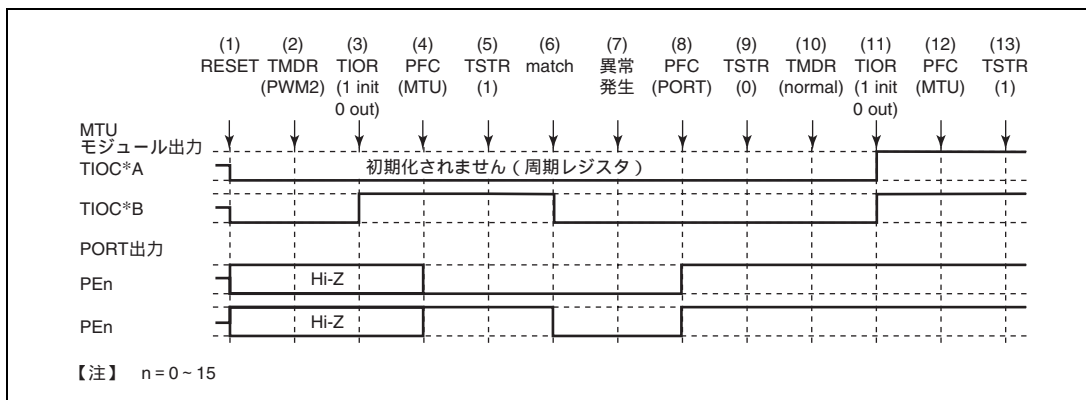 (1) (2) (3) (4) (5) (6) (7) (8) (9) (10) (11) (12) (13)
RESET TMDR TIOR PFC TSTR match 異常 PFC TSTR TMDR TIOR PFC TSTR
(PWM2) (1 init (MTU) (1) 発生 (PORT) (0) (normal) (1 init (MTU) (1)
0 out) 0 out)
MTU
モジュール出力
TIOC*A 初期化されません(周期レジスタ)
TIOC*B
PORT出力
PEn Hi-Z
PEn Hi-Z
【注】 n = 0 ~ 15